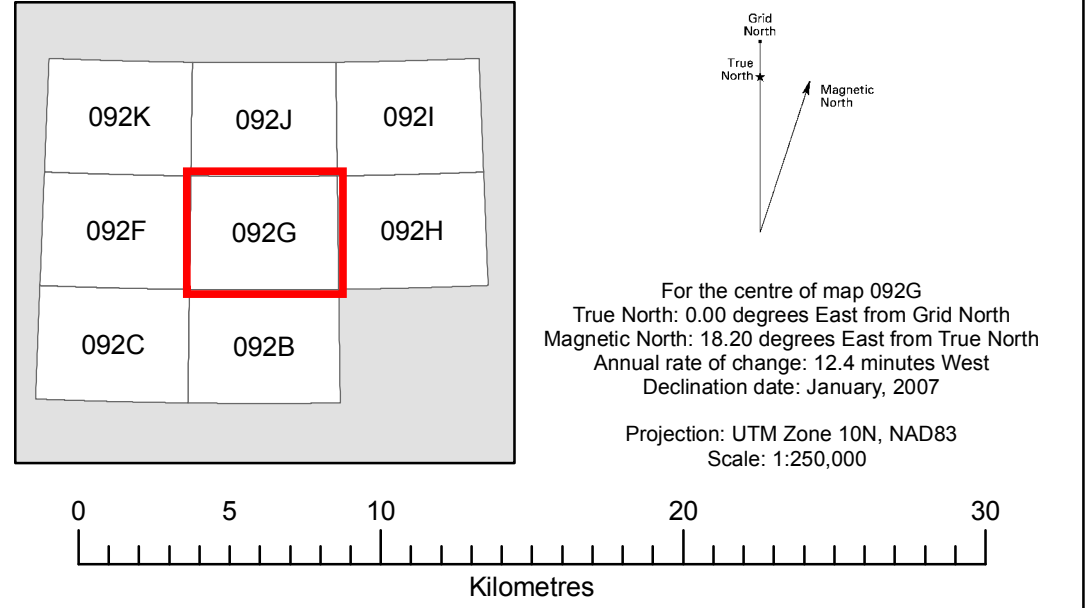 092K
092J
092I
092F
092G
092H
092C
092B
Grid
North
True
North
Magnetic
North
For the centre of map 092G
True North: 0.00 degrees East from Grid North
Magnetic North: 18.20 degrees East from True North
Annual rate of change: 12.4 minutes West
Declination date: January, 2007
Projection: UTM Zone 10N, NAD83
Scale: 1:250,000
0 5 10 20 30
Kilometres